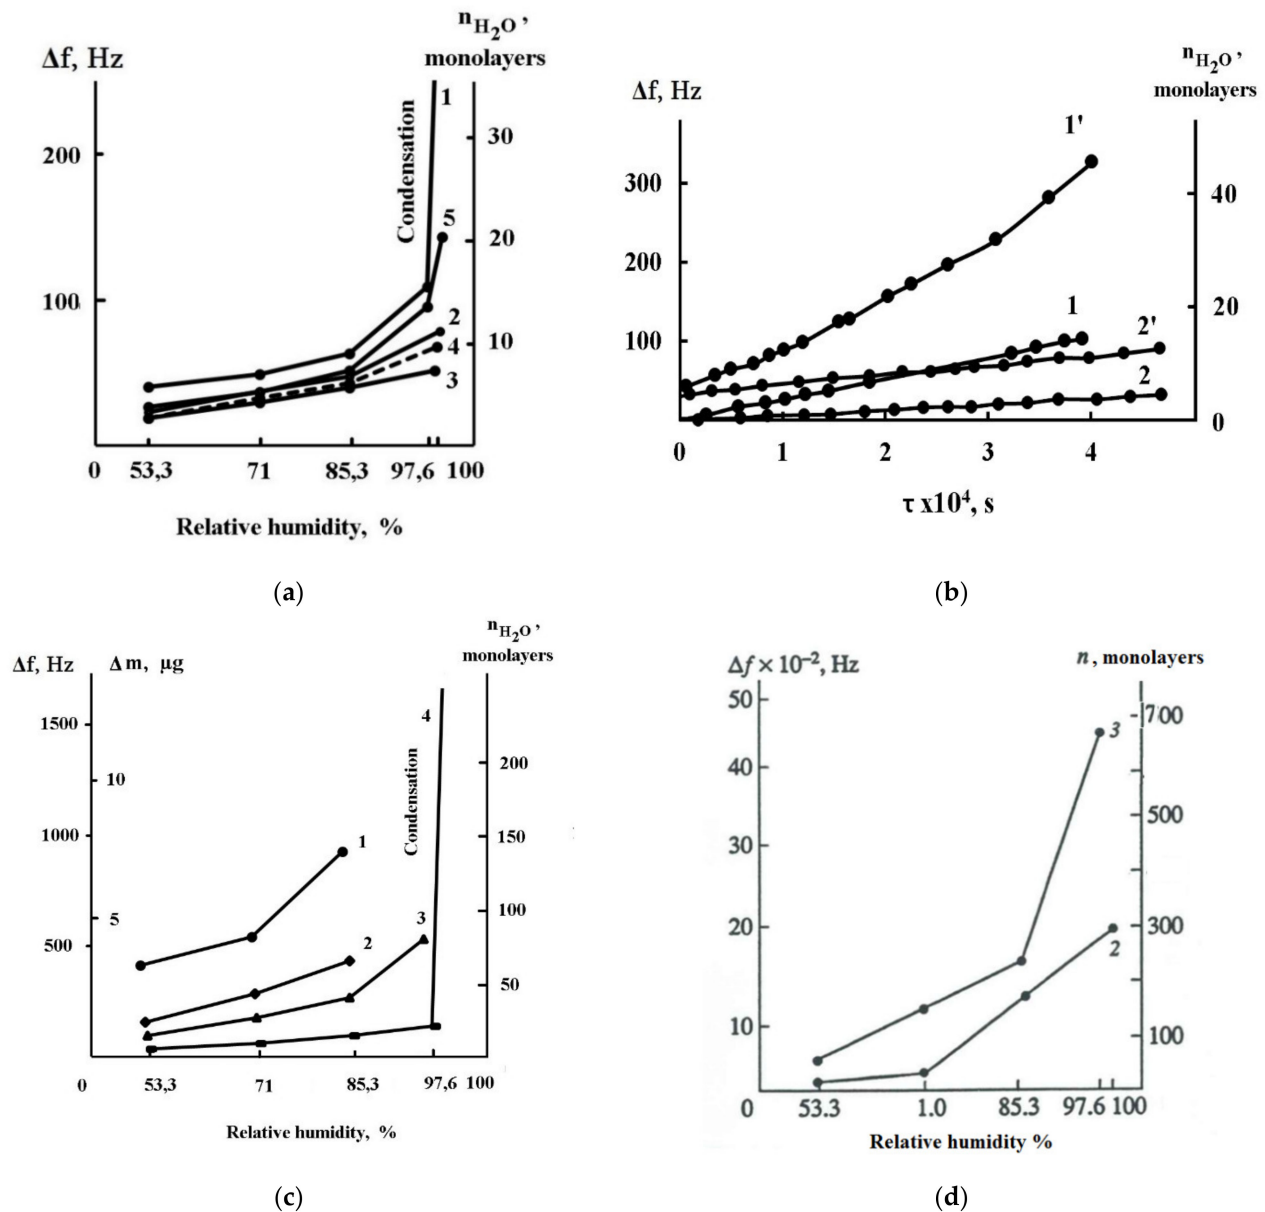 Δf, Hz
n H₂O ,
monolayers
200
100
30
20
10
Condensation
1
5
2
4
3
0 53,3 71 85,3 97,6 100
Relative humidity, %
(a)
Δf, Hz
n H₂O ,
monolayers
300
200
100
40
20
0
1'
1
2'
2
0 1 2 3 4
τ x10⁴, s
(b)
Δf, Hz
Δ m, µg
n H₂O ,
monolayers
1500
1000
500
10
5
200
150
100
50
Condensation
4
1
2
3
0 53,3 71 85,3 97,6 100
Relative humidity, %
(c)
Δf × 10⁻², Hz
n, monolayers
50
40
30
20
10
700
500
300
100
3
2
0 53.3 1.0 85.3 97.6 100
Relative humidity %
(d)